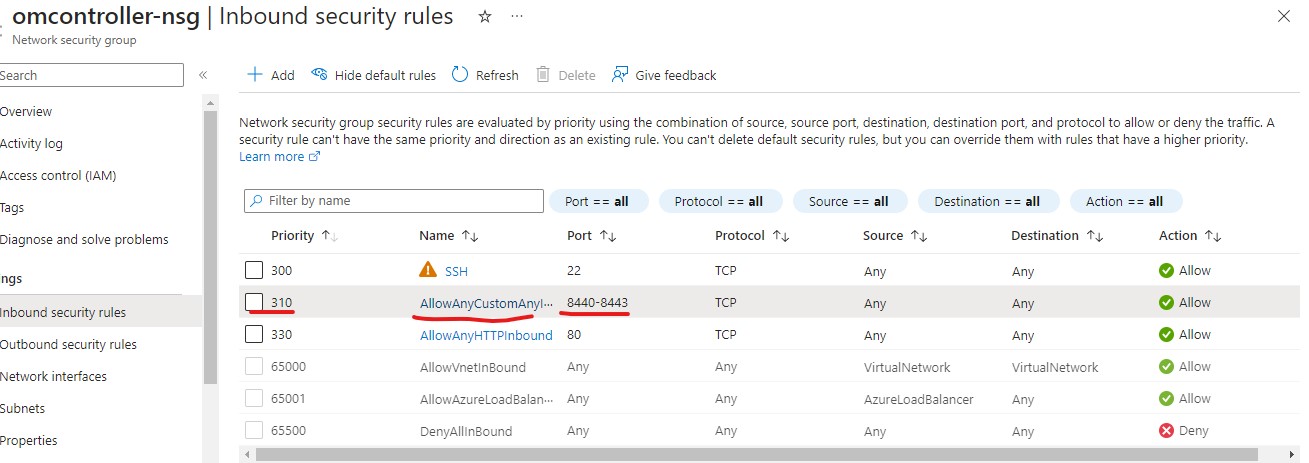 omcontroller-nsg | Inbound security rules
Network security group
Search
Overview
Activity log
Access control (IAM)
Tags
Diagnose and solve problems
ngs
Inbound security rules
Outbound security rules
Network interfaces
Subnets
Properties
Add Hide default rules Refresh Delete Give feedback
Network security group security rules are evaluated by priority using the combination of source, source port, destination, destination port, and protocol to allow or deny the traffic. A
security rule can't have the same priority and direction as an existing rule. You can't delete default security rules, but you can override them with rules that have a higher priority.
Learn more
Filter by name Port == all Protocol == all Source == all Destination == all Action == all
Priority Name Port Protocol Source Destination Action
300 SSH 22 TCP Any Any Allow
310 AllowAnyCustomAnyI... 8440-8443 TCP Any Any Allow
330 AllowAnyHTTPInbound 80 TCP Any Any Allow
65000 AllowVnetInBound Any Any VirtualNetwork VirtualNetwork Allow
65001 AllowAzureLoadBalan... Any Any AzureLoadBalancer Any Allow
65500 DenyAllInBound Any Any Any Any Deny